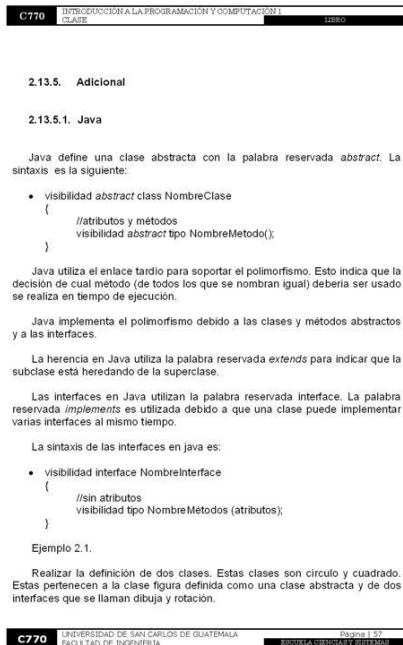 C770
INTRODUCCIÓN A LA PROGRAMACIÓN Y COMPUTACIÓN 1
CLASE
LIBRO
2.13.5. Adicional
2.13.5.1. Java
Java define una clase abstracta con la palabra reservada abstract. La
sintaxis es la siguiente:
• visibilidad abstract class NombreClase
{
//atributos y métodos
visibilidad abstract tipo NombreMetodo();
}
Java utiliza el enlace tardio para soportar el polimorfismo. Esto indica que la
decisión de cual método (de todos los que se nombran igual) deberia ser usado
se realiza en tiempo de ejecución.
Java implementa el polimorfismo debido a las clases y métodos abstractos
y a las interfaces.
La herencia en Java utiliza la palabra reservada extends para indicar que la
subclase está heredando de la superclase.
Las interfaces en Java utilizan la palabra reservada interface. La palabra
reservada implements es utilizada debido a que una clase puede implementar
varias interfaces al mismo tiempo.
La sintaxis de las interfaces en java es:
• visibilidad interface NombreInterface
{
//sin atributos
visibilidad tipo NombreMétodos (atributos);
}
Ejemplo 2.1.
Realizar la definición de dos clases. Estas clases son circulo y cuadrado.
Estas pertenecen a la clase figura definida como una clase abstracta y de dos
interfaces que se llaman dibuja y rotación.
C770
UNIVERSIDAD DE SAN CARLOS DE GUATEMALA
FACULTAD DE INGENIERÍA
Página | 57
ESCUELA CIENCIAS Y SISTEMAS